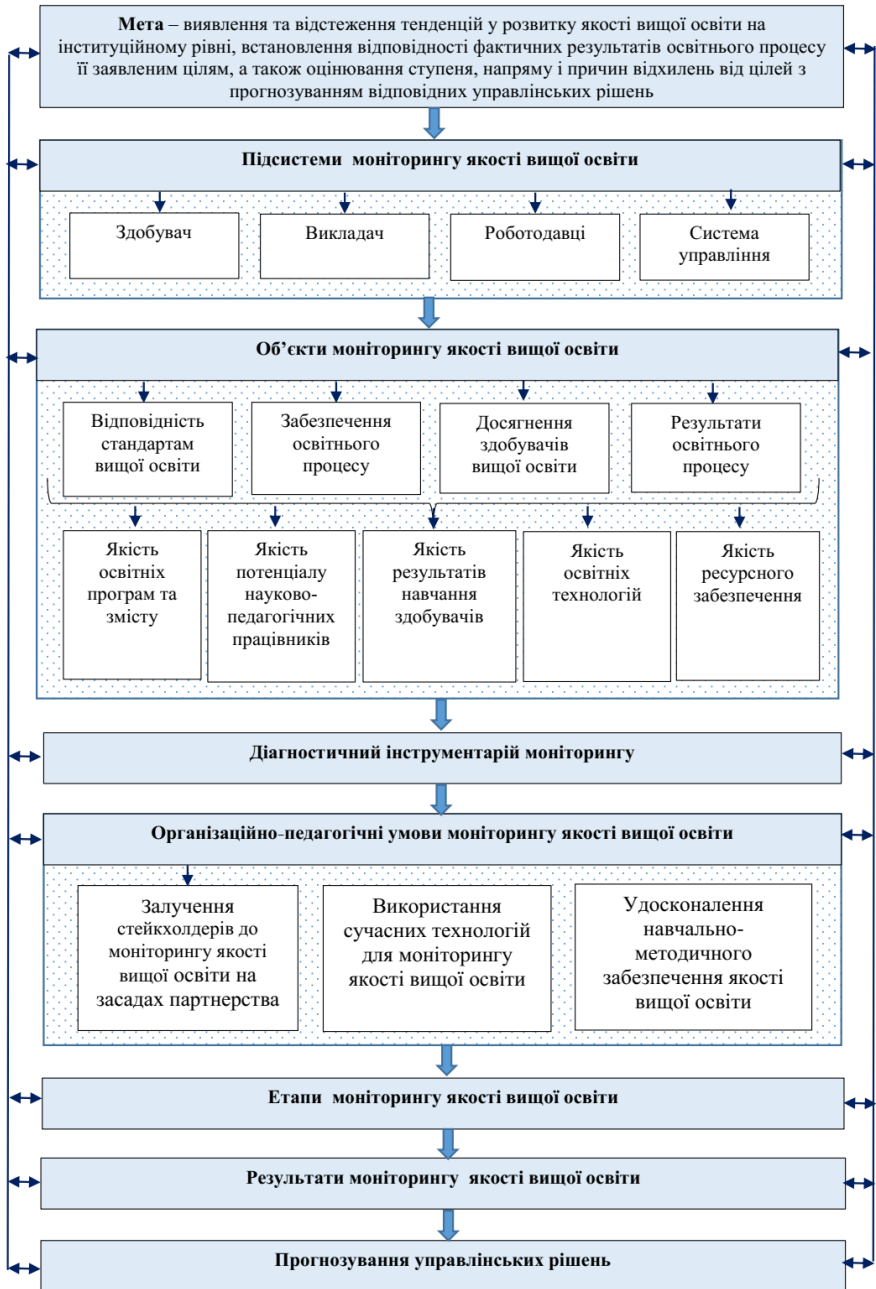 Мета – виявлення та відстеження тенденцій у розвитку якості вищої освіти на
інституційному рівні, встановлення відповідності фактичних результатів освітнього процесу
її заявленим цілям, а також оцінювання ступеня, напряму і причин відхилень від цілей з
прогнозуванням відповідних управлінських рішень
Підсистеми моніторингу якості вищої освіти
Здобувач
Викладач
Роботодавці
Система
управління
Об’єкти моніторингу якості вищої освіти
Відповідність
стандартам
вищої освіти
Забезпечення
освітнього
процесу
Досягнення
здобувачів
вищої освіти
Результати
освітнього
процесу
Якість
освітніх
програм та
змісту
Якість
потенціалу
науково-
педагогічних
працівників
Якість
результатів
навчання
здобувачів
Якість
освітніх
технологій
Якість
ресурсного
забезпечення
Діагностичний інструментарій моніторингу
Організаційно-педагогічні умови моніторингу якості вищої освіти
Залучення
стейкхолдерів до
моніторингу якості
вищої освіти на
засадах партнерства
Використання
сучасних технологій
для моніторингу
якості вищої освіти
Удосконалення
навчально-
методичного
забезпечення якості
вищої освіти
Етапи моніторингу якості вищої освіти
Результати моніторингу якості вищої освіти
Прогнозування управлінських рішень